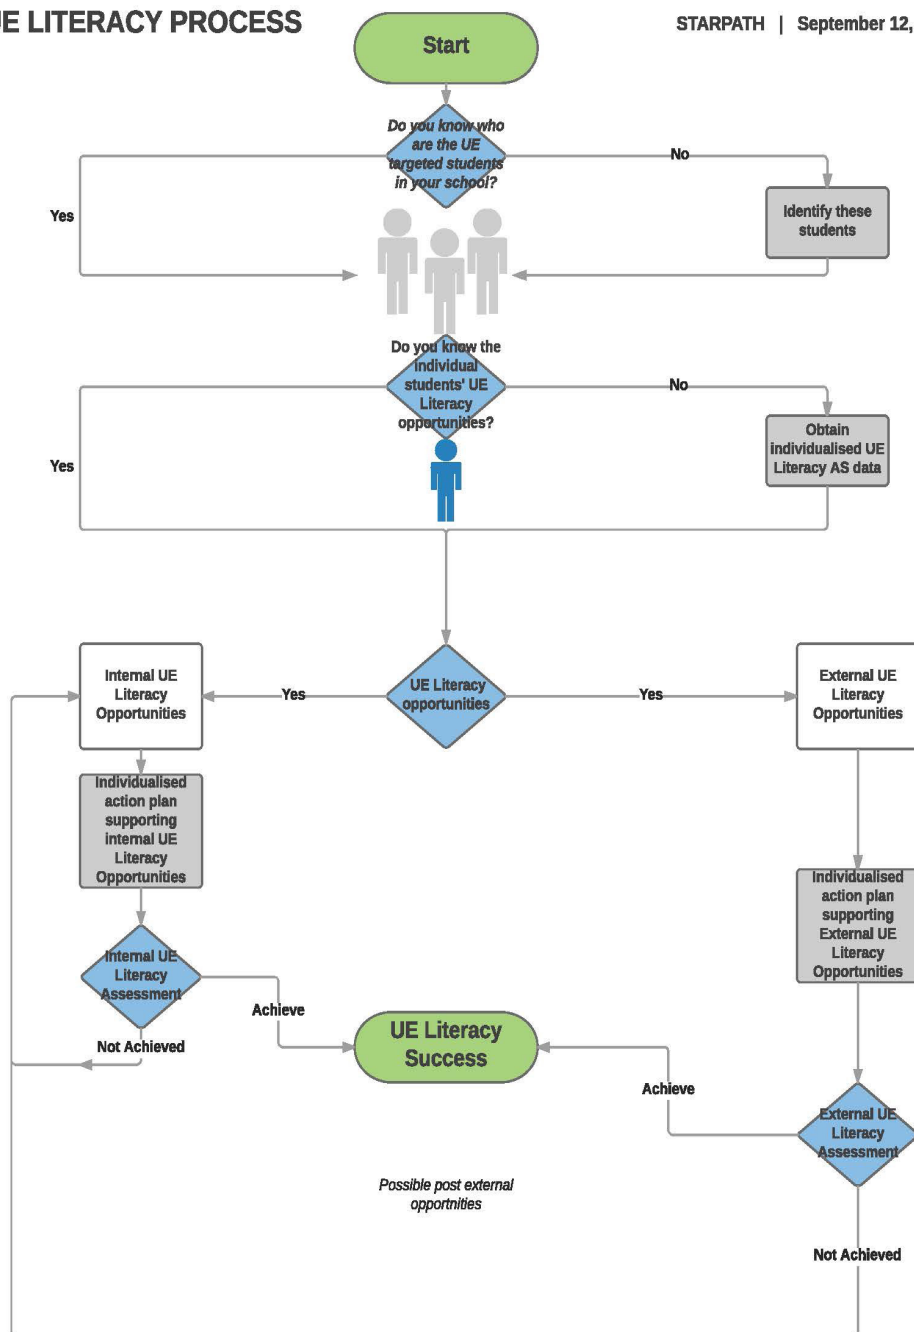 UE LITERACY PROCESS
STARPATH | September 12,
Start
Do you know who
are the UE
targeted students
in your school?
No
Yes
Identify these
students
Do you know the
individual
students' UE
Literacy
opportunities?
No
Yes
Obtain
individualised UE
Literacy AS data
Internal UE
Literacy
Opportunities
Yes
UE Literacy
opportunities
Yes
External UE
Literacy
Opportunities
Individualised
action plan
supporting
internal UE
Literacy
Opportunities
Individualised
action plan
supporting
External UE
Literacy
Opportunities
Internal UE
Literacy
Assessment
Achieve
Not Achieved
UE Literacy
Success
Achieve
External UE
Literacy
Assessment
Possible post external
opportnities
Not Achieved